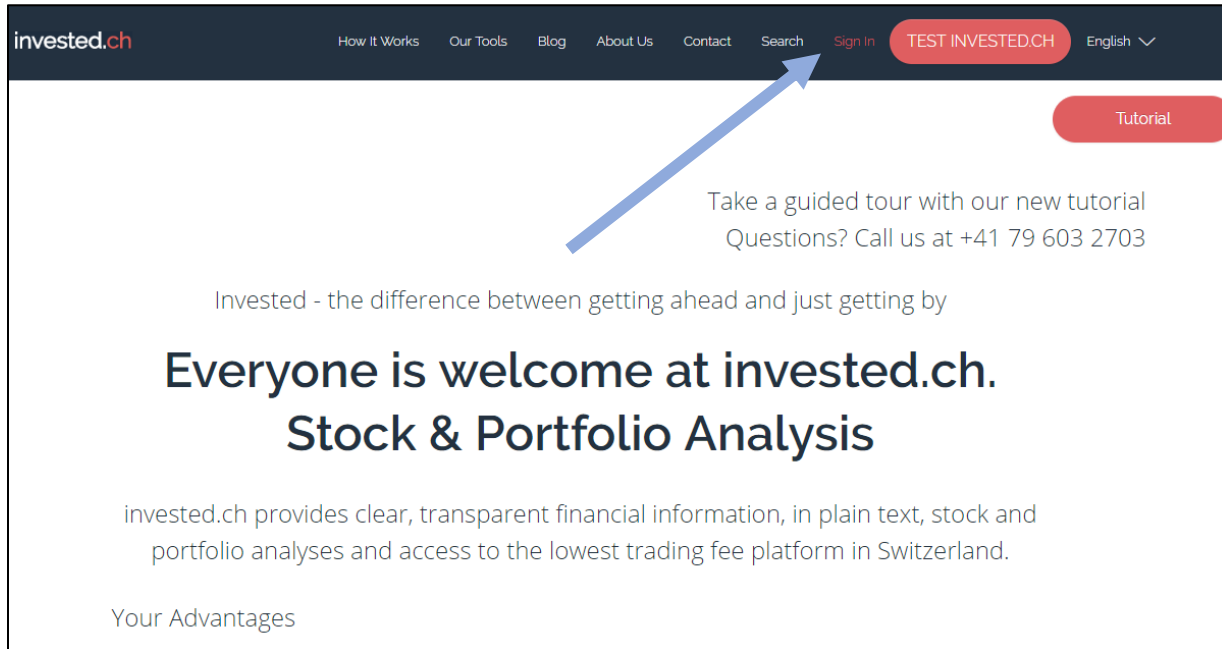 invested.ch How It Works Our Tools Blog About Us Contact Search Sign In TEST INVESTED.CH English
Tutorial
Take a guided tour with our new tutorial
Questions? Call us at +41 79 603 2703
Invested - the difference between getting ahead and just getting by
Everyone is welcome at invested.ch.
Stock & Portfolio Analysis
invested.ch provides clear, transparent financial information, in plain text, stock and
portfolio analyses and access to the lowest trading fee platform in Switzerland.
Your Advantages